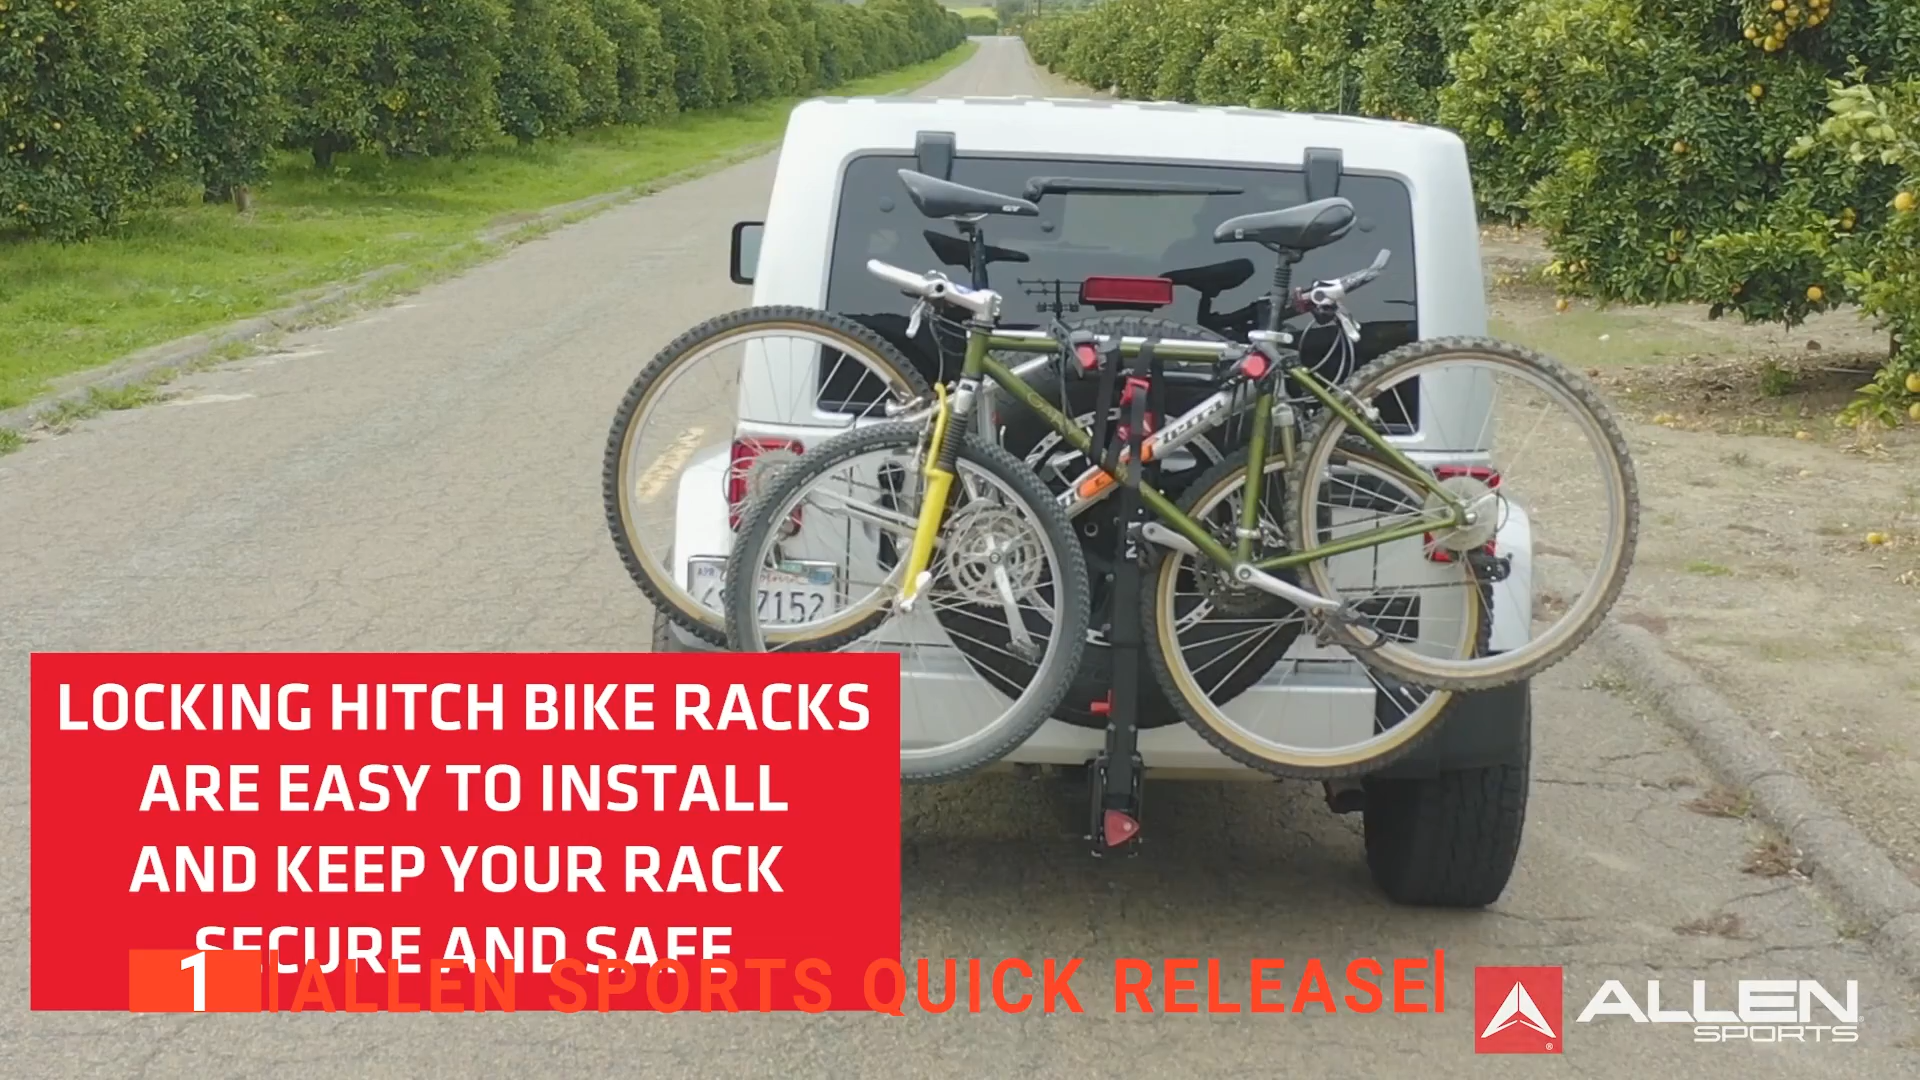 LOCKING HITCH BIKE RACKS
ARE EASY TO INSTALL
AND KEEP YOUR RACK
SECURE AND SAFE
1 ALLEN SPORTS QUICK RELEASE
ALLEN
SPORTS
7152